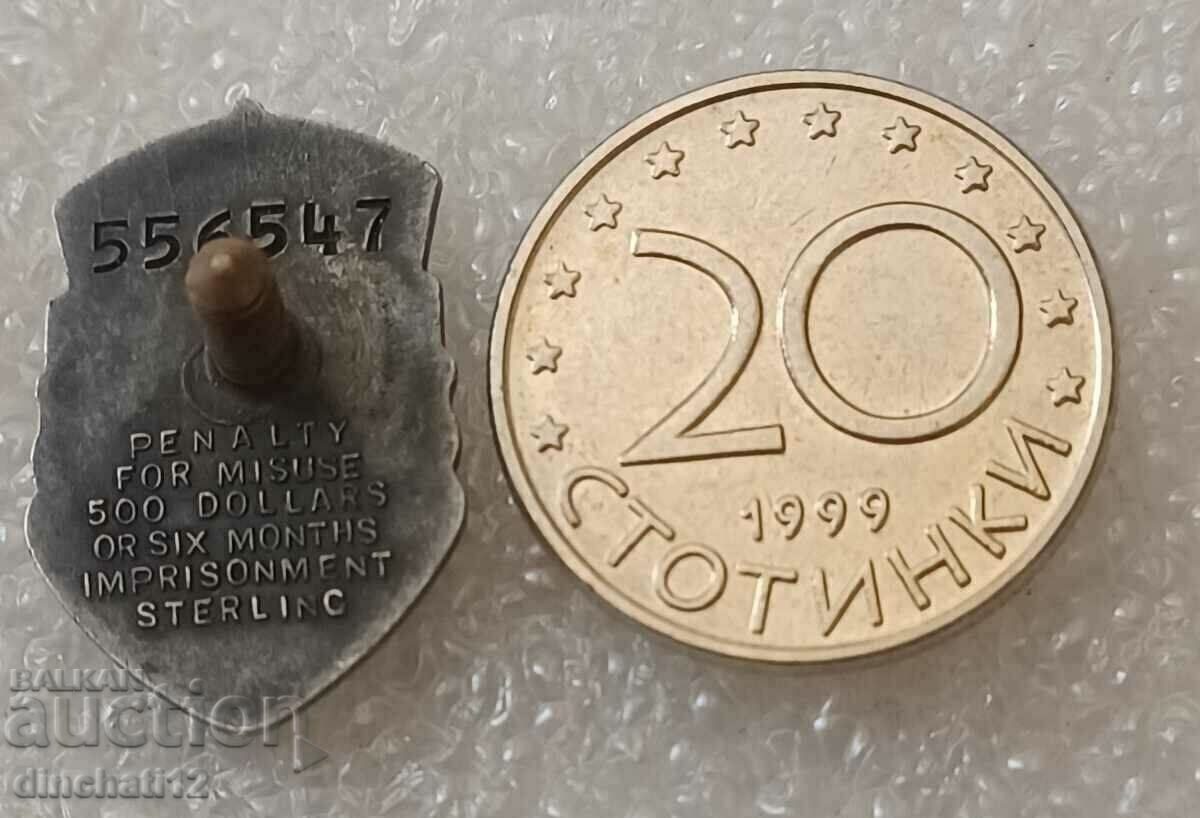 556547
PENALTY
FOR MISUSE
500 DOLLARS
OR SIX MONTHS
IMPRISONMENT
STERLING
20
1999
СТОТИНКИ
BALKAN
auction
dinchati12